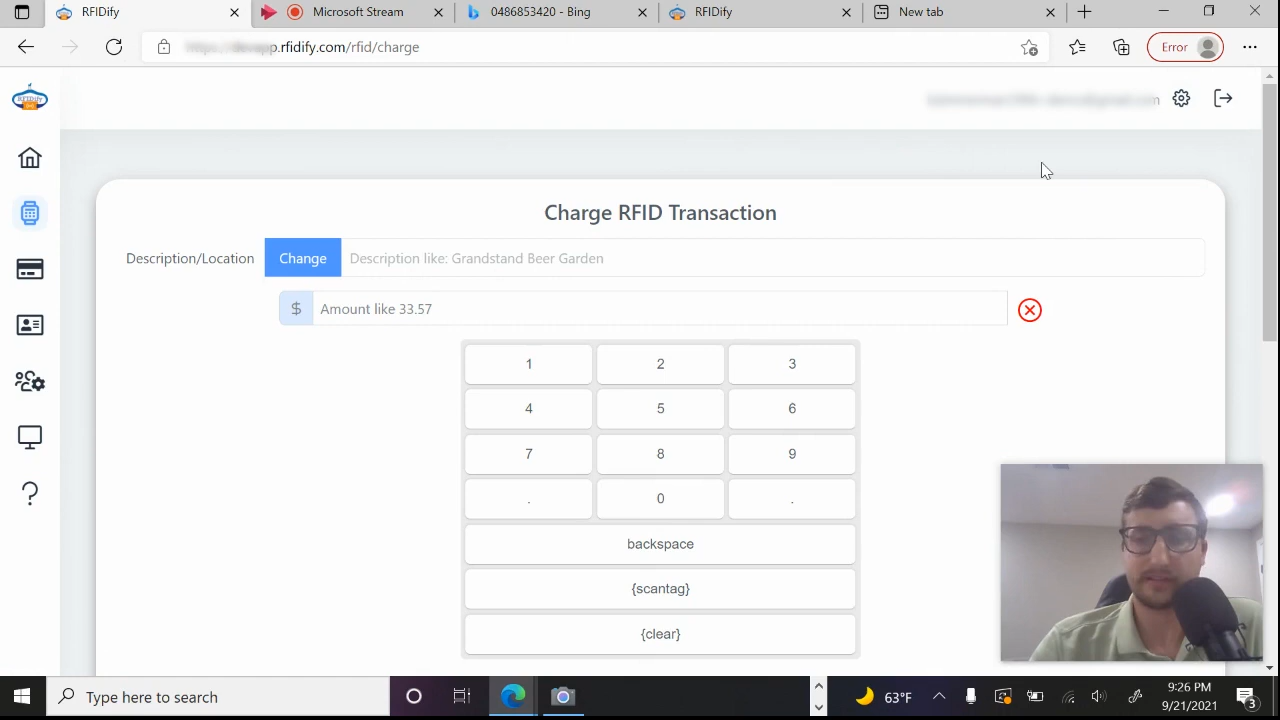 RFIDify
Microsoft Stream
0486853420 - Bing
RFIDify
New tab
p.rfidify.com/rfid/charge
Error
RFIDify
Charge RFID Transaction
Description/Location
Change
Description like: Grandstand Beer Garden
$
Amount like 33.57
1
2
3
4
5
6
7
8
9
.
0
.
backspace
{scantag}
{clear}
?
Type here to search
63°F
9:26 PM
9/21/2021
3